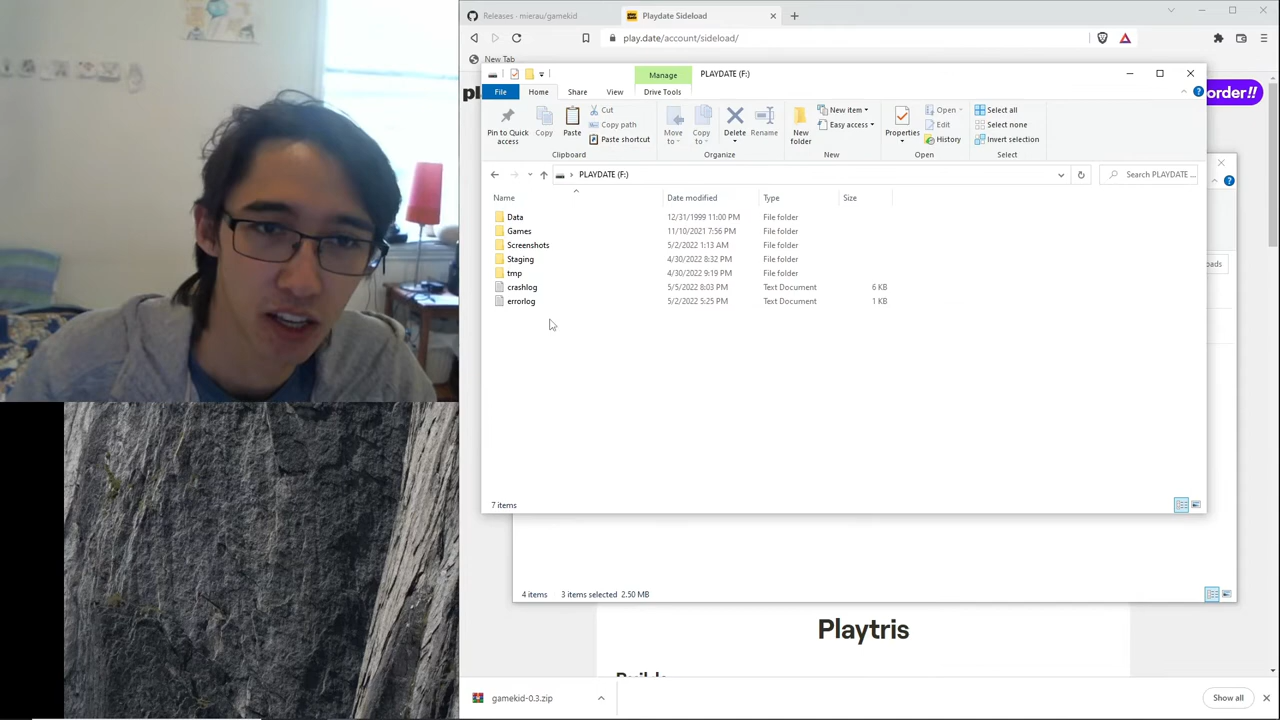 Releases · mierau/gamekid
Playdate Sideload
play.date/account/sideload/
New Tab
pl
order!!
Manage
PLAYDATE (F:)
File
Home
Share
View
Drive Tools
Pin to Quick access
Copy
Paste
Cut
Copy path
Paste shortcut
Clipboard
Move to
Copy to
Delete
Rename
Organize
New folder
New item
Easy access
New
Properties
Open
Edit
History
Open
Select all
Select none
Invert selection
Select
PLAYDATE (F:)
Search PLAYDATE ...
Name
Date modified
Type
Size
Data 12/31/1999 11:00 PM File folder
Games 11/10/2021 7:56 PM File folder
Screenshots 5/2/2022 1:13 AM File folder
Staging 4/30/2022 8:32 PM File folder
tmp 4/30/2022 9:19 PM File folder
crashlog 5/5/2022 8:03 PM Text Document 6 KB
errorlog 5/2/2022 5:25 PM Text Document 1 KB
ads
7 items
4 items 3 items selected 2.50 MB
Playtris
gamekid-0.3.zip
Show all